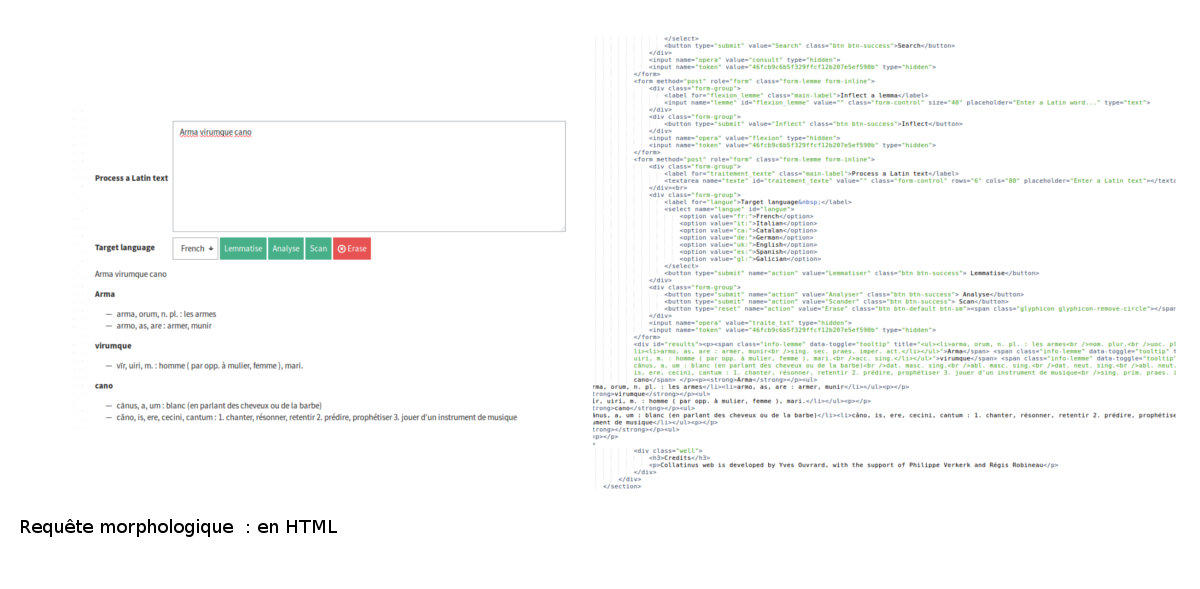 Arma virumque cano
Process a Latin text
Target language French Lemmatise Analyse Scan Erase
Arma virumque cano
Arma
— arma, orum, n. pl. : les armes
— armo, as, are : armer, munir
virumque
— vĭr, uiri, m. : homme ( par opp. à mulier, femme ), mari.
cano
— cānus, a, um : blanc (en parlant des cheveux ou de la barbe)
— căno, is, ere, cecini, cantum : 1. chanter, résonner, retentir 2. prédire, prophétiser 3. jouer d'un instrument de musique
</select>
<button type="submit" value="Search" class="btn btn-success">Search</button>
</div>
<input name="opera" value="consult" type="hidden">
<input name="token" value="46fcb9c6b5f329ffcf12b207e5ef590b" type="hidden">
</form>
<form method="post" role="form" class="form-lemme form-inline">
<div class="form-group">
<label for="flexion_lemme" class="main-label">Inflect a lemma</label>
<input name="lemme" id="flexion_lemme" value="" class="form-control" size="40" placeholder="Enter a Latin word..." type="text">
</div>
<div class="form-group">
<button type="submit" value="Inflect" class="btn btn-success">Inflect</button>
</div>
<input name="opera" value="flexion" type="hidden">
<input name="token" value="46fcb9c6b5f329ffcf12b207e5ef590b" type="hidden">
</form>
<form method="post" role="form" class="form-lemme form-inline">
<div class="form-group">
<label for="traitement_texte" class="main-label">Process a Latin text</label>
<textarea name="texte" id="traitement_texte" value="" class="form-control" rows="6" cols="80" placeholder="Enter a Latin text"></texta
</div><br>
<div class="form-group">
<label for="langue">Target language&nbsp;</label>
<select name="langue" id="langue">
<option value="fr:">French</option>
<option value="it:">Italian</option>
<option value="ca:">Catalan</option>
<option value="de:">German</option>
<option value="uk:">English</option>
<option value="es:">Spanish</option>
<option value="gl:">Galician</option>
</select>
<button type="submit" name="action" value="Lemmatiser" class="btn btn-success"> Lemmatise</button>
</div>
<div class="form-group">
<button type="submit" name="action" value="Analyser" class="btn btn-success"> Analyse</button>
<button type="submit" name="action" value="Scander" class="btn btn-success"> Scan</button>
<button type="reset" name="action" value="Erase" class="btn btn-default btn-sm"><span class="glyphicon glyphicon-remove-circle"></span
</div>
<input name="opera" value="traite_txt" type="hidden">
<input name="token" value="46fcb9c6b5f329ffcf12b207e5ef590b" type="hidden">
</form>
<div id="results"><p><span class="info-lemme" data-toggle="tooltip" title="<ul><li>arma, orum, n. pl. : les armes<br />nom. plur.<br />uoc. pl
li><li>armo, as, are : armer, munir<br />sing. sec. praes. imper. act.</li></ul>">Arma</span> <span class="info-lemme" data-toggle="tooltip" t
uiri, m. : homme ( par opp. à mulier, femme ), mari.<br />acc. sing.</li></ul>">virumque</span> <span class="info-lemme" data-toggle="tooltip"
cānus, a, um : blanc (en parlant des cheveux ou de la barbe)<br />dat. masc. sing.<br />abl. masc. sing.<br />dat. neut. sing.<br />abl. neut.
is, ere, cecini, cantum : 1. chanter, résonner, retentir 2. prédire, prophétiser 3. jouer d'un instrument de musique<br />sing. prim. praes. i
cano</span> </p><p><strong>Arma</strong></p><ul>
rma, orum, n. pl. : les armes</li><li>armo, as, are : armer, munir</li></ul><p></p>
trong>virumque</strong></p><ul>
ir, uiri, m. : homme ( par opp. à mulier, femme ), mari.</li></ul><p></p>
trong>cano</strong></p><ul>
ānus, a, um : blanc (en parlant des cheveux ou de la barbe)</li><li>căno, is, ere, cecini, cantum : 1. chanter, résonner, retentir 2. prédire, prophétise
ument de musique</li></ul><p></p>
trong></strong></p><ul>
<p></p>
<div class="well">
<h3>Credits</h3>
<p>Collatinus web is developed by Yves Ouvrard, with the support of Philippe Verkerk and Régis Robineau</p>
</div>
</div>
</section>
Requête morphologique : en HTML